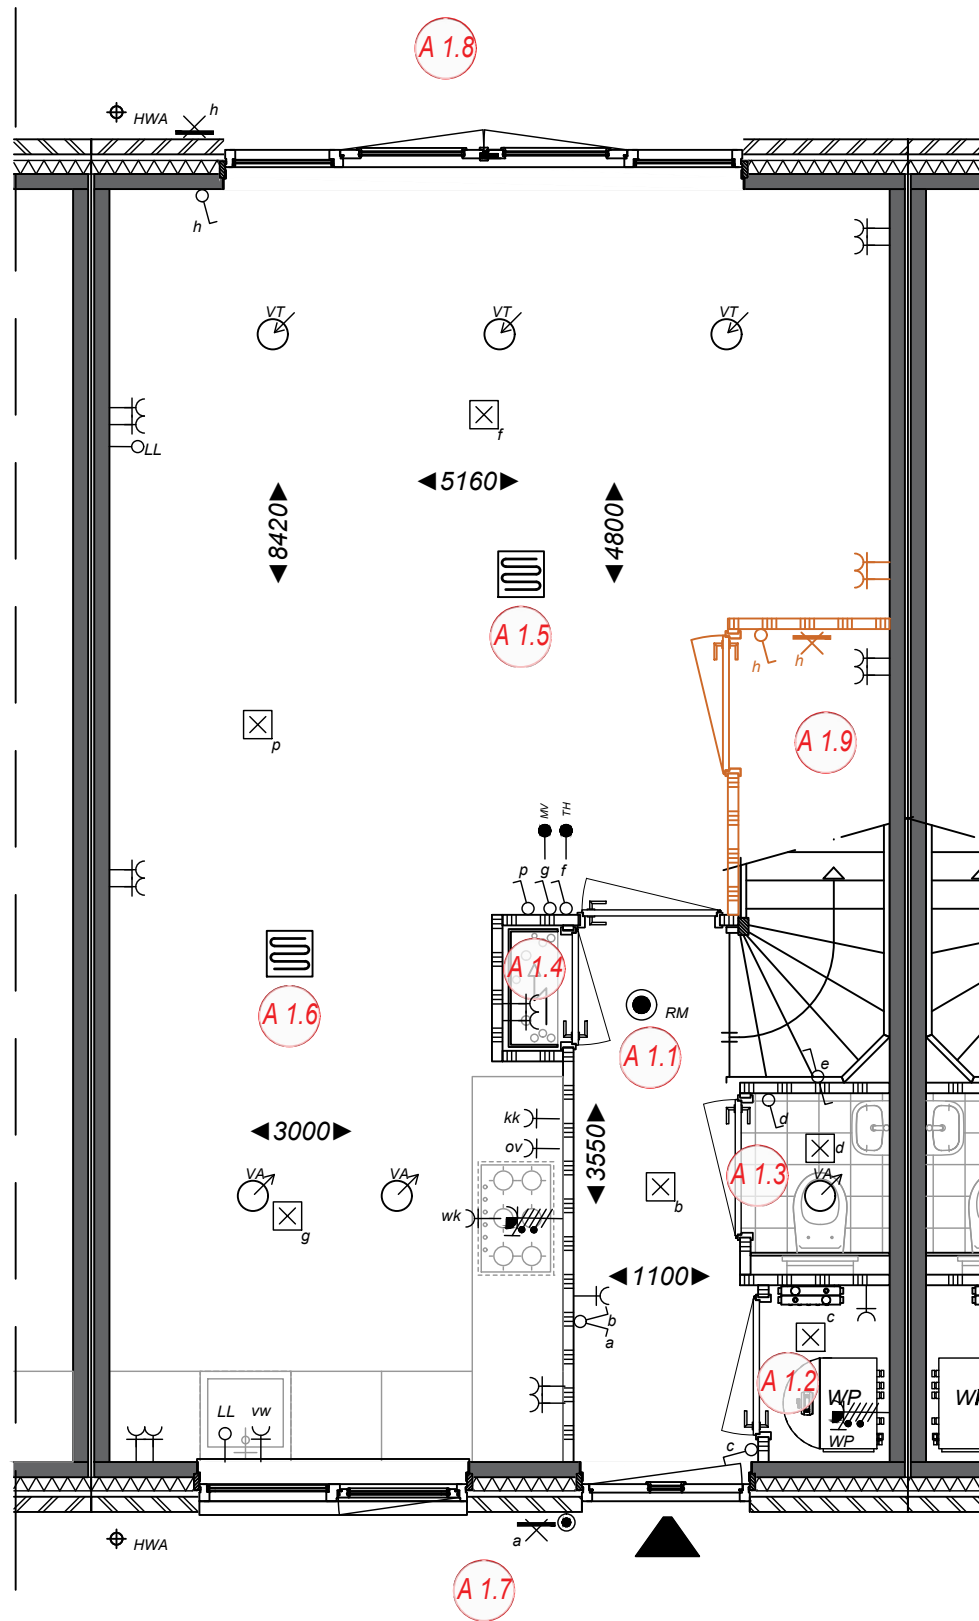 A 1.8
HWA
h
h
VT
VT
VT
LL
f
5160
8420
4800
A 1.5
h
h
A 1.9
p
MV
TH
p
g
f
A 1.4
A 1.6
RM
A 1.1
e
kk
d
3000
ov
3550
d
A 1.3
VA
VA
VA
b
wk
g
1100
b
c
a
A 1.2
WP
WP
LL
vw
WP
c
HWA
a
A 1.7